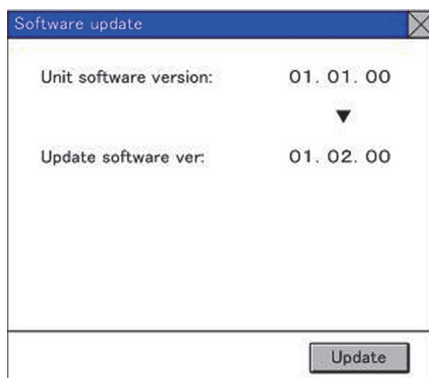 Software update
Unit software version: 01. 01. 00
▼
Update software ver: 01. 02. 00
Update